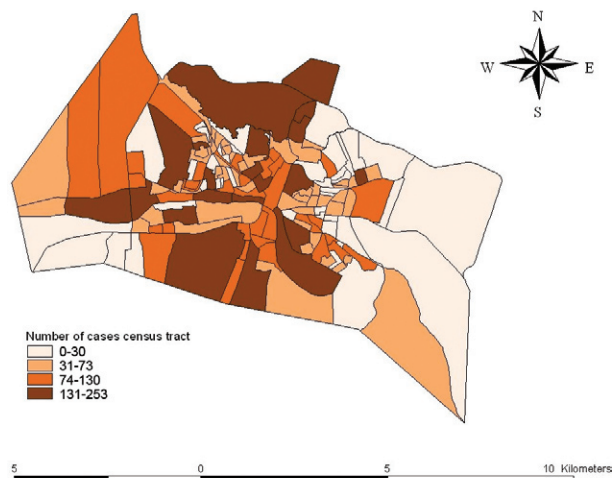 N
W E
S
Number of cases census tract
0-30
31-73
74-130
131-253
5 0 5 10 Kilometers